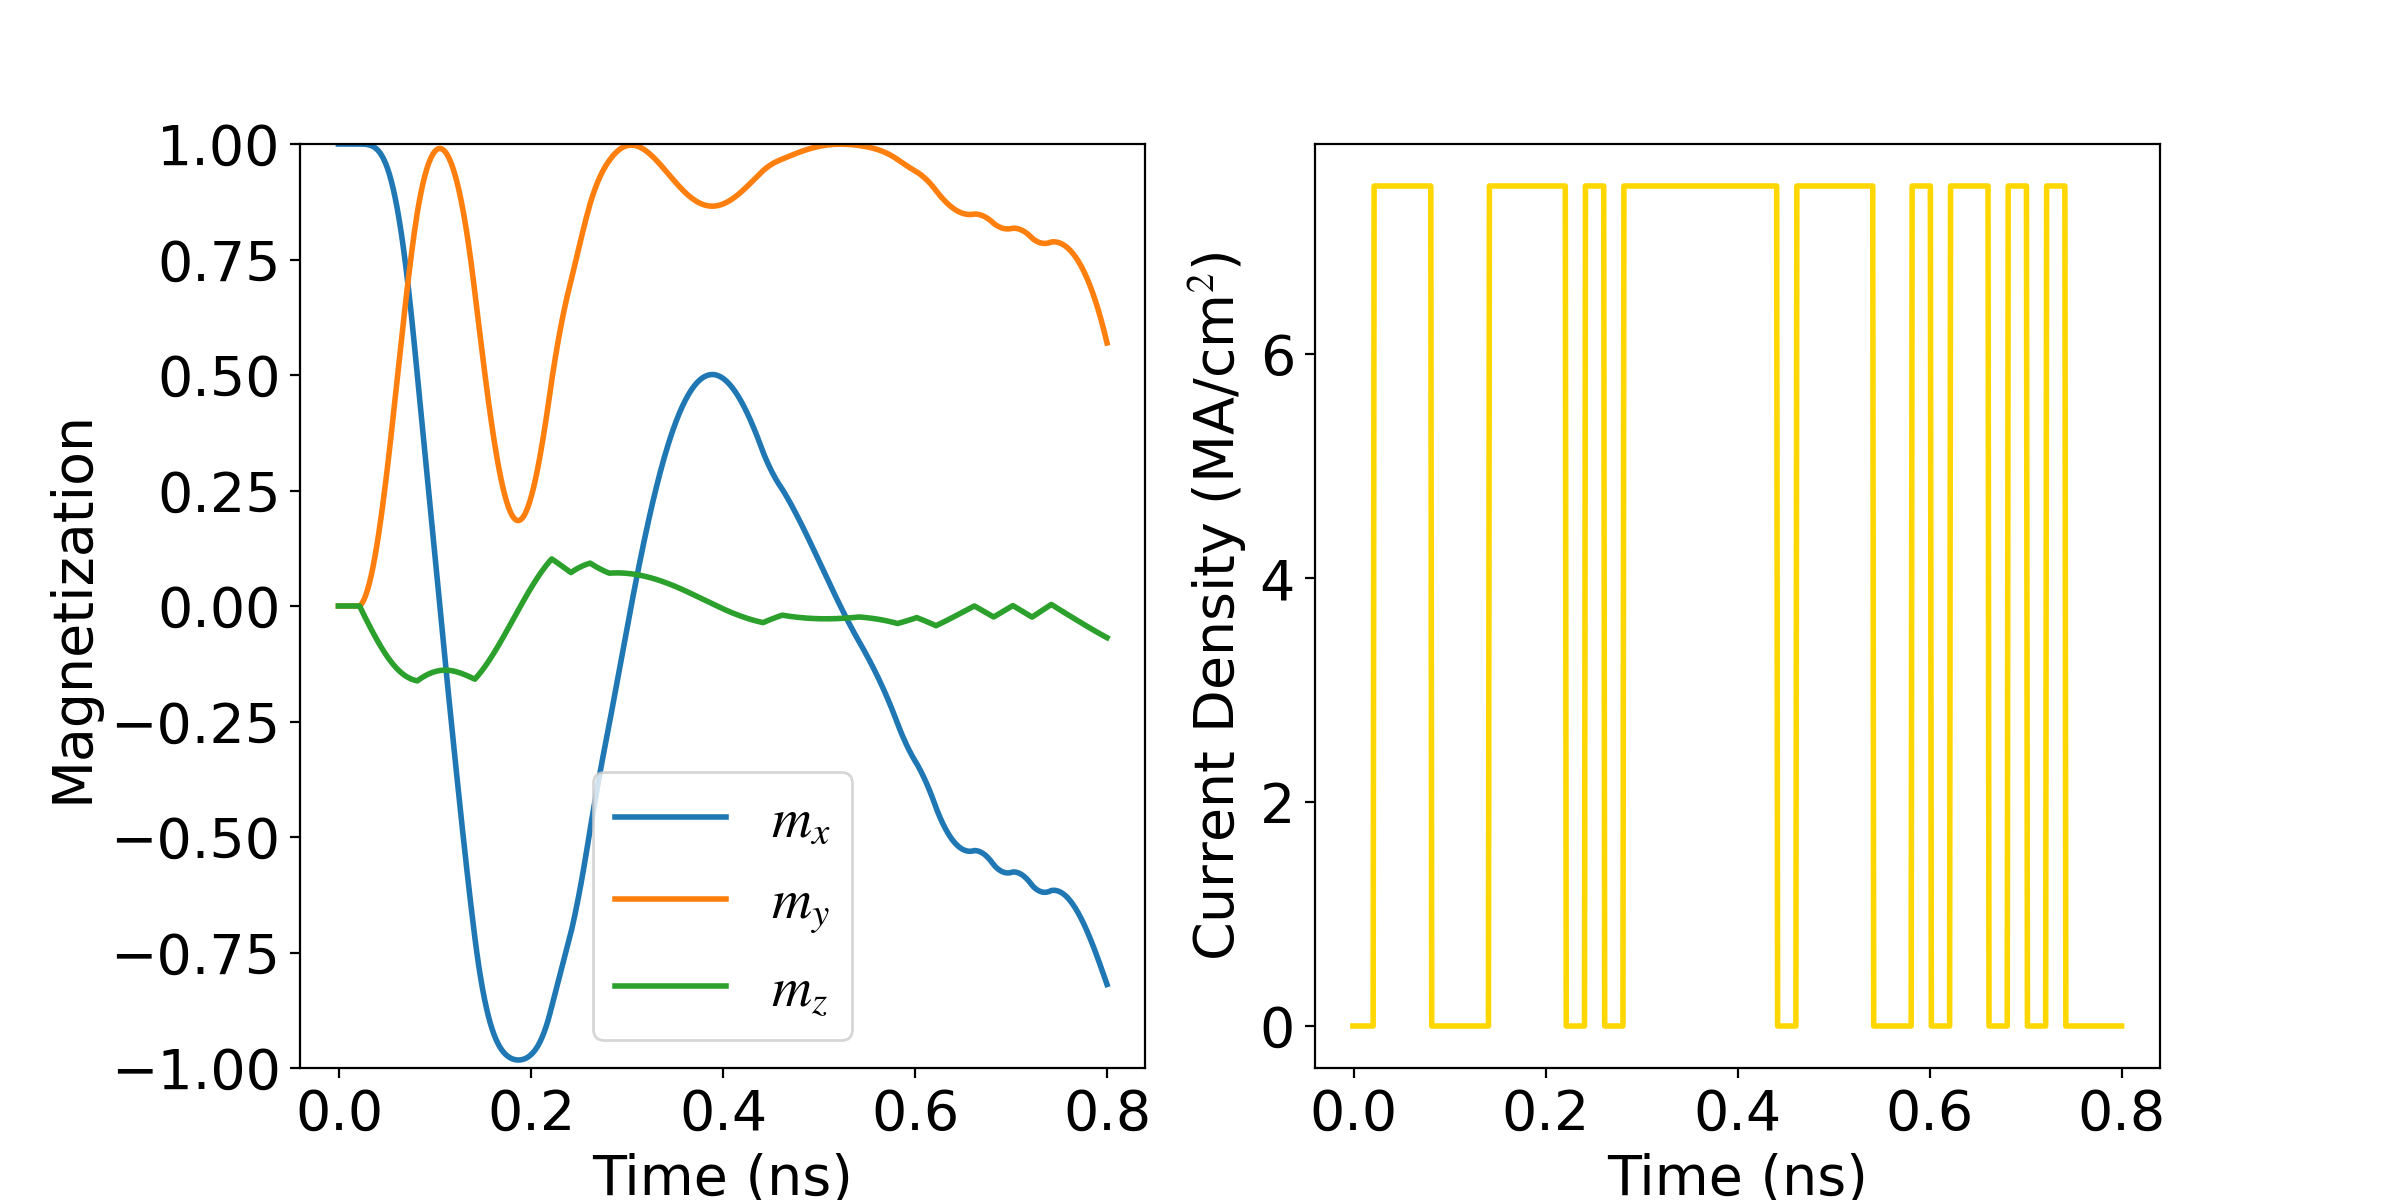 Magnetization
1.00
0.75
0.50
0.25
0.00
−0.25
−0.50
−0.75
−1.00
0.0 0.2 0.4 0.6 0.8
Time (ns)
m_x
m_y
m_z
Current Density (MA/cm²)
6
4
2
0
0.0 0.2 0.4 0.6 0.8
Time (ns)